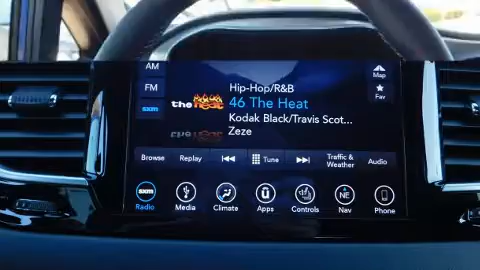 AM
FM
sxm
the heat
Hip-Hop/R&B
46 The Heat
Kodak Black/Travis Scot...
Zeze
Map
Fav
Browse
Replay
Tune
Traffic & Weather
Audio
sxm
Radio
Media
Climate
Apps
Controls
NE
Nav
Phone